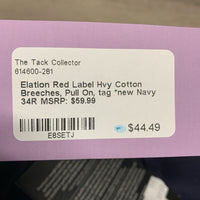 The Tack Collector
614600-281
Elation Red Label Hvy Cotton
Breeches, Pull On, tag *new Navy
34R MSRP: $59.99
E6SETJ
$44.49